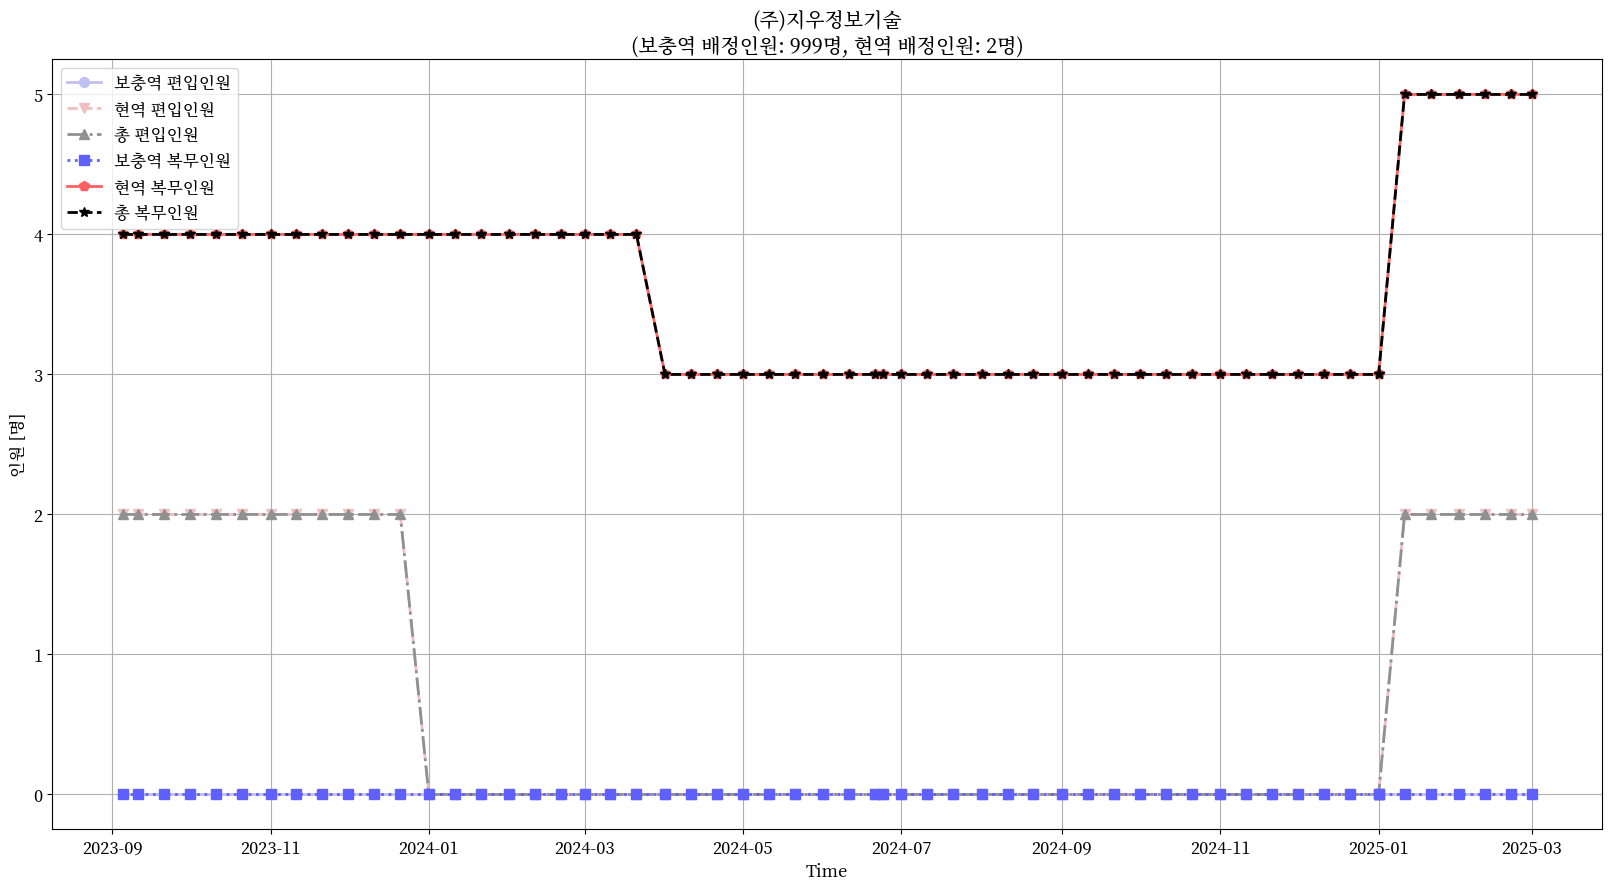 (주)지우정보기술
(보충역 배정인원: 999명, 현역 배정인원: 2명)
보충역 편입인원
현역 편입인원
총 편입인원
보충역 복무인원
현역 복무인원
총 복무인원
5
4
3
2
1
0
인원 [명]
2023-09 2023-11 2024-01 2024-03 2024-05 2024-07 2024-09 2024-11 2025-01 2025-03
Time